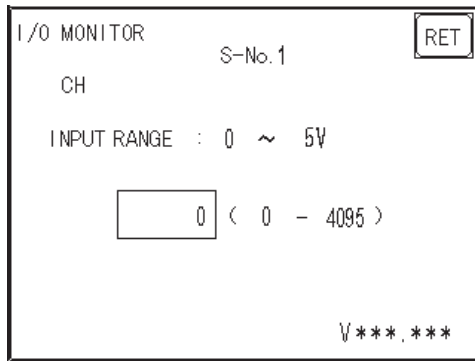 I/O MONITOR
RET
S-No.1
CH
INPUT RANGE : 0 ~ 5V
0 ( 0 - 4095 )
V***.***